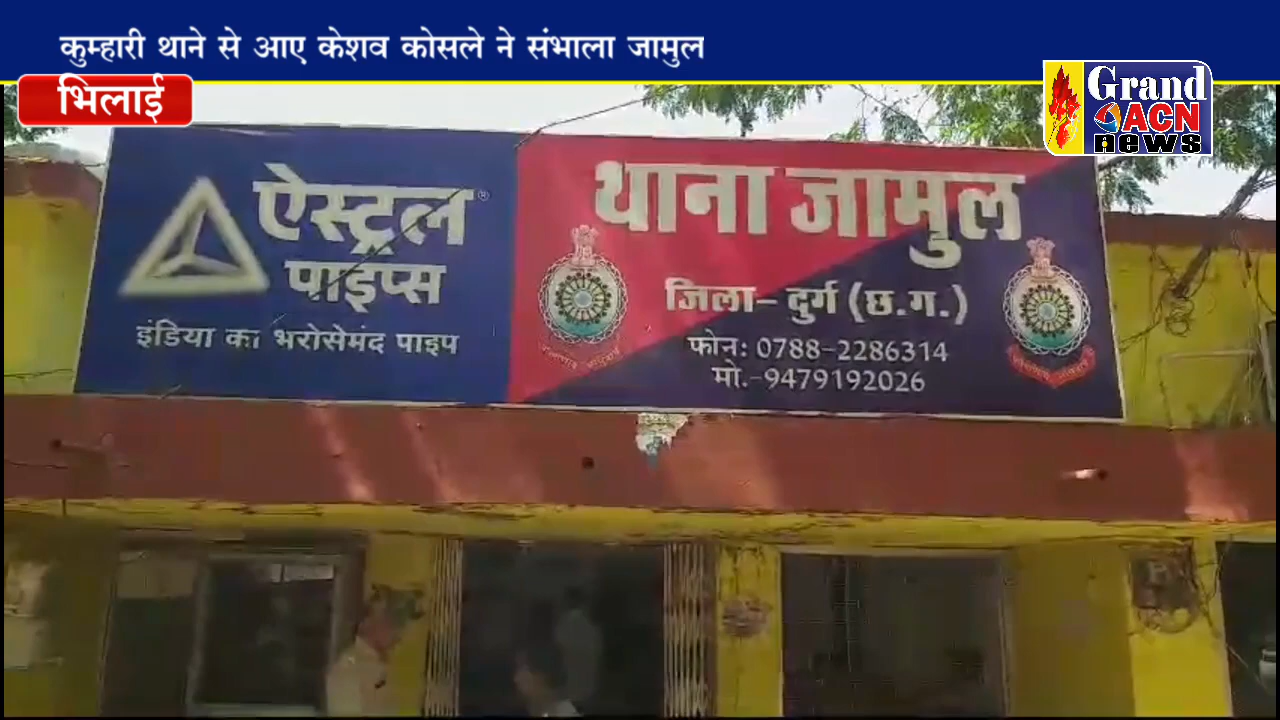 कुम्हारी थाने से आए केशव कोसले ने संभाला जामुल
भिलाई
Grand
ACN
news
ऐस्ट्रल®
पाइप्स
इंडिया का भरोसेमंद पाइप
थाना जामुल
जिला- दुर्ग (छ.ग.)
फोन: 0788-2286314
मो.-9479192026